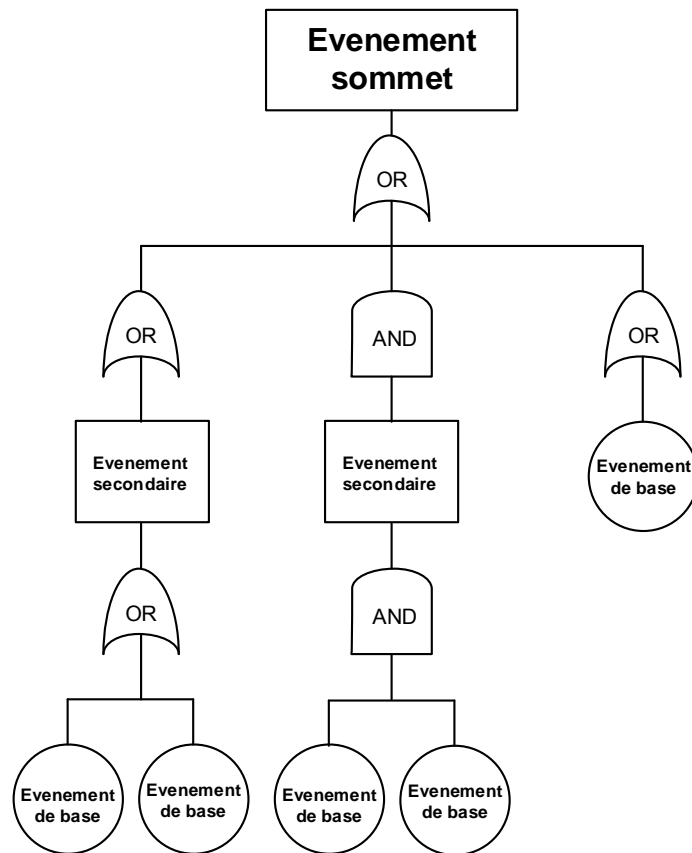 Evenement
sommet
OR
OR
AND
OR
Evenement
secondaire
Evenement
secondaire
Evenement
de base
OR
AND
Evenement
de base
Evenement
de base
Evenement
de base
Evenement
de base